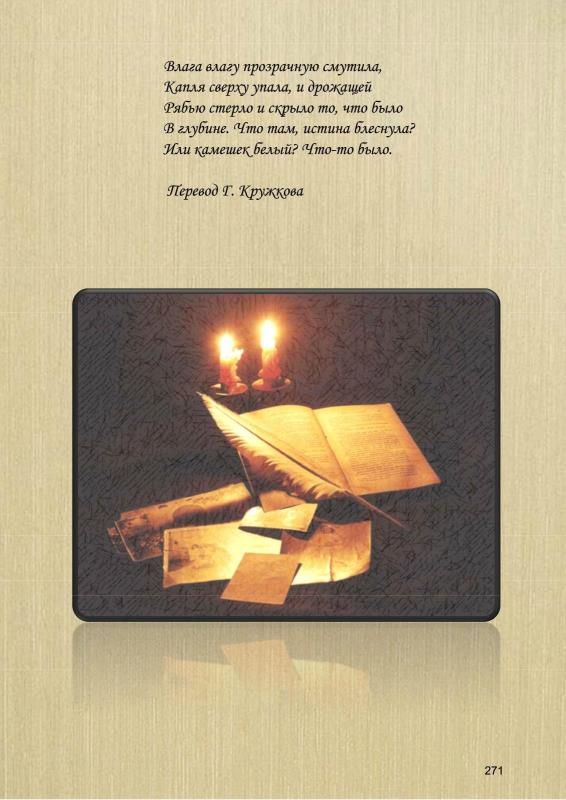 Влага влагу прозрачную смутила,
Капля сверху упала, и дрожащей
Рябью стерло и скрыло то, что было
В глубине. Что там, истина блеснула?
Или камешек белый? Что-то было.
Перевод Г. Кружкова
271